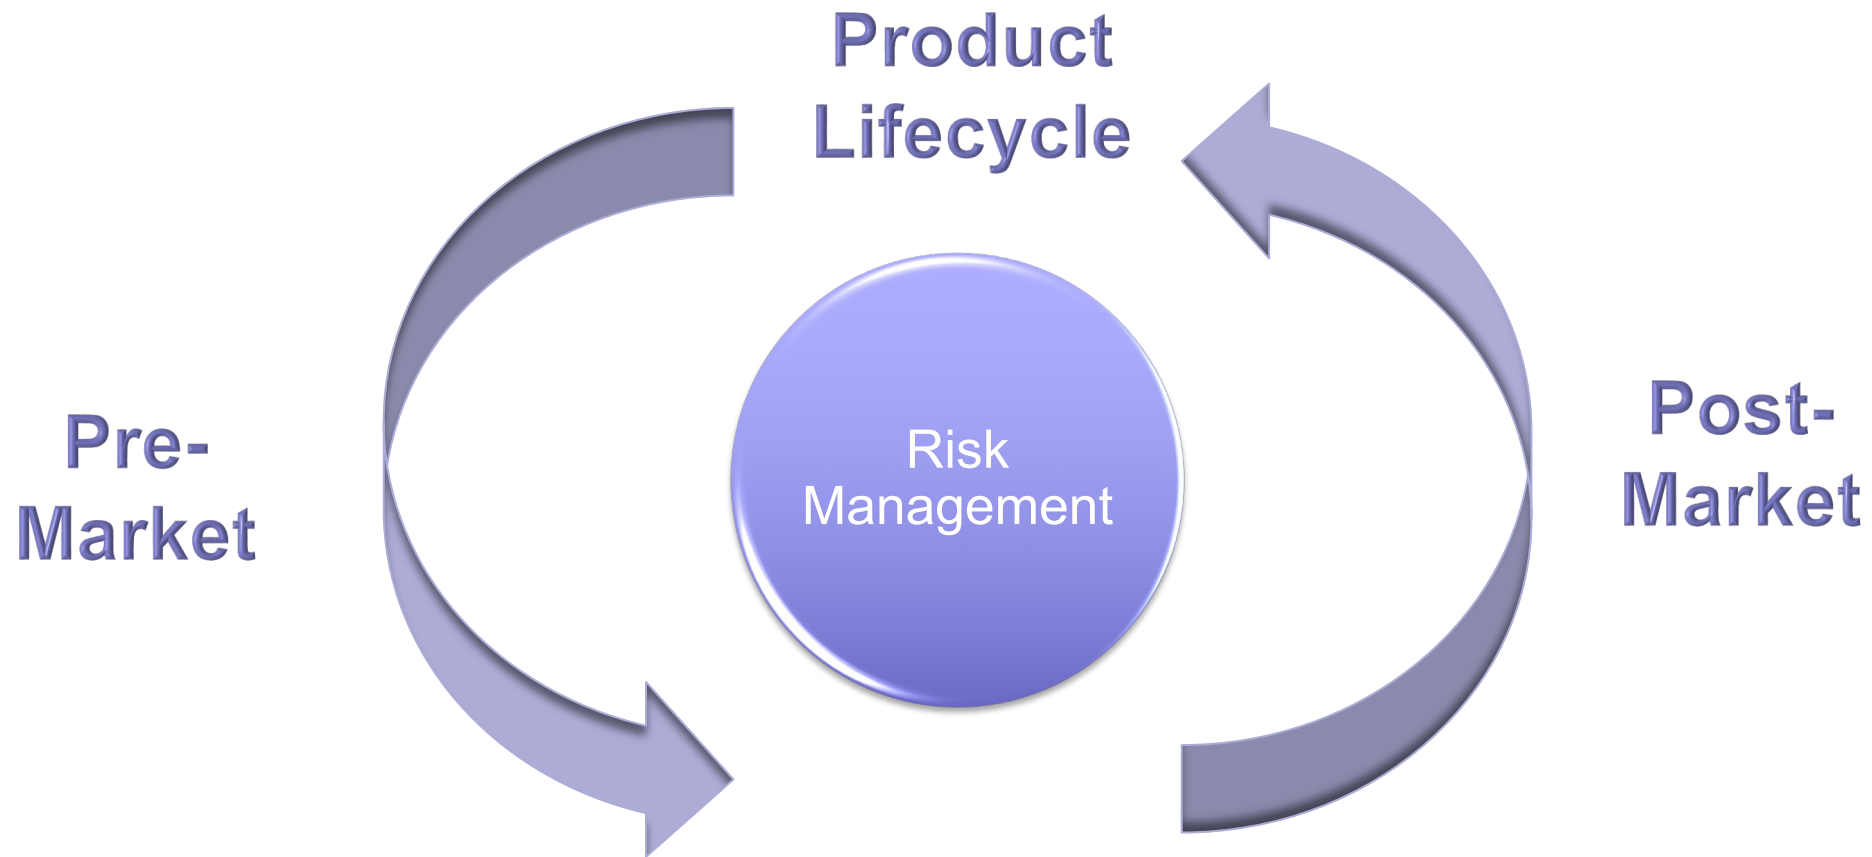 Product
Lifecycle
Pre-
Market
Risk
Management
Post-
Market